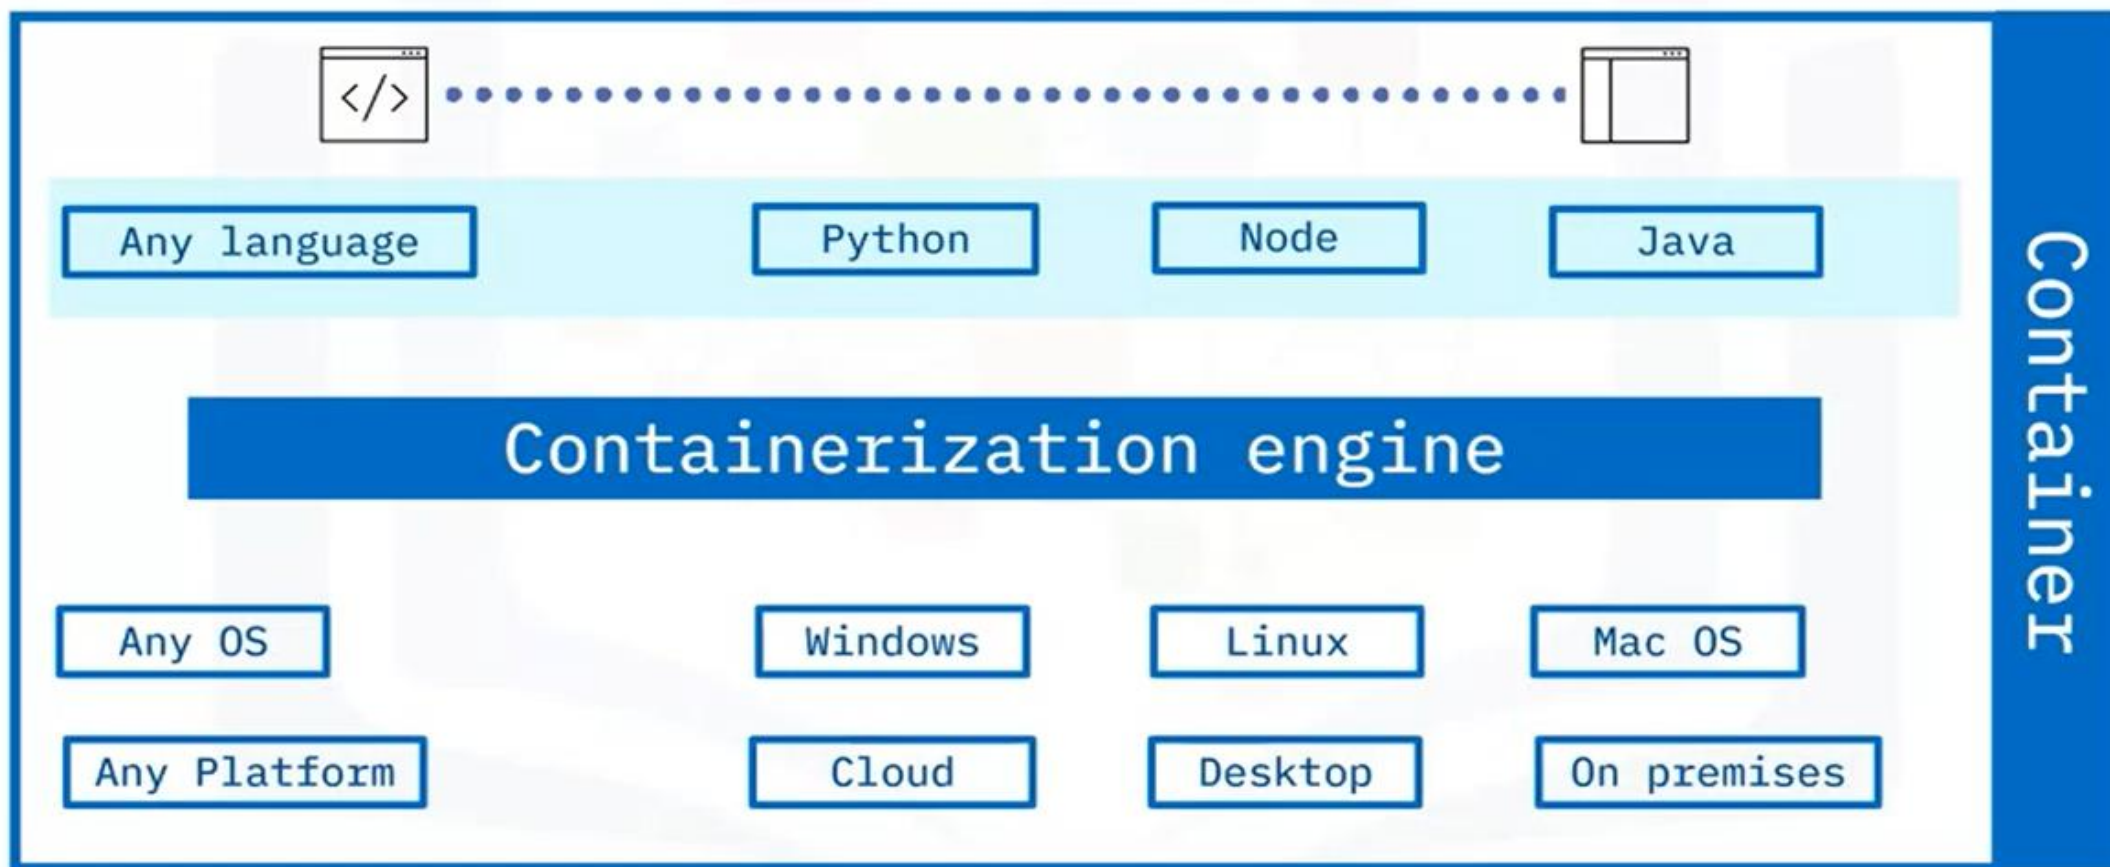 </>
Any language
Python
Node
Java
Containerization engine
Any OS
Windows
Linux
Mac OS
Any Platform
Cloud
Desktop
On premises
Container